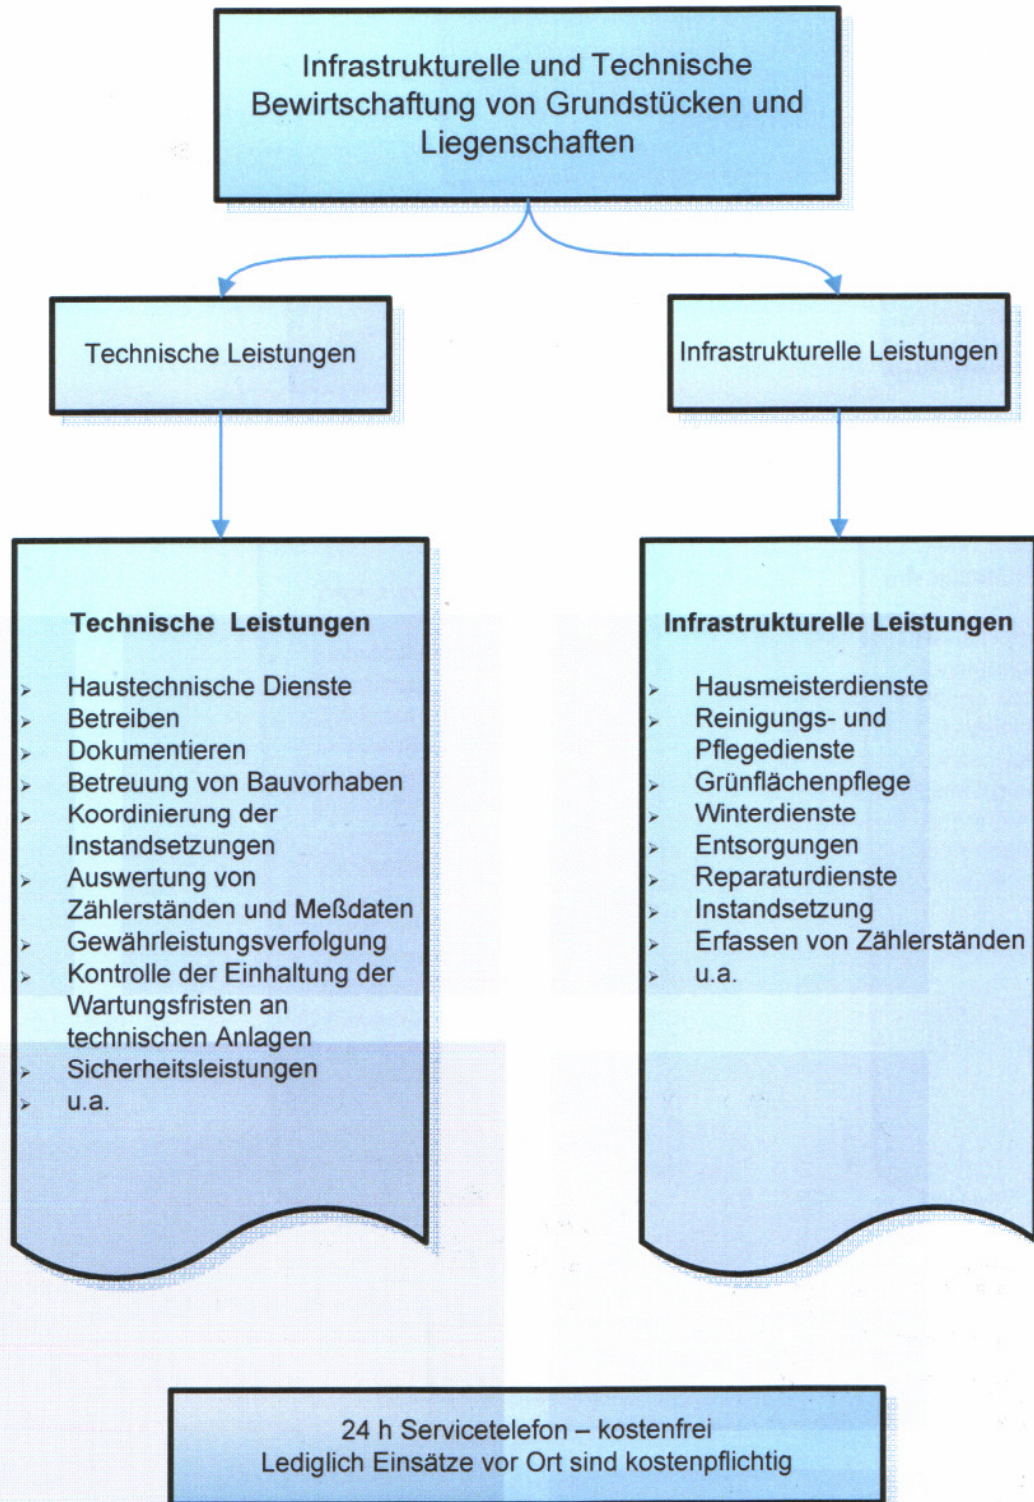 Infrastrukturelle und Technische
Bewirtschaftung von Grundstücken und
Liegenschaften
Technische Leistungen
Infrastrukturelle Leistungen
Technische Leistungen
➢ Haustechnische Dienste
➢ Betreiben
➢ Dokumentieren
➢ Betreuung von Bauvorhaben
➢ Koordinierung der
Instandsetzungen
➢ Auswertung von
Zählerständen und Meßdaten
➢ Gewährleistungsverfolgung
➢ Kontrolle der Einhaltung der
Wartungsfristen an
technischen Anlagen
➢ Sicherheitsleistungen
➢ u.a.
Infrastrukturelle Leistungen
➢ Hausmeisterdienste
➢ Reinigungs- und
Pflegedienste
➢ Grünflächenpflege
➢ Winterdienste
➢ Entsorgungen
➢ Reparaturdienste
➢ Instandsetzung
➢ Erfassen von Zählerständen
➢ u.a.
24 h Servicetelefon – kostenfrei
Lediglich Einsätze vor Ort sind kostenpflichtig